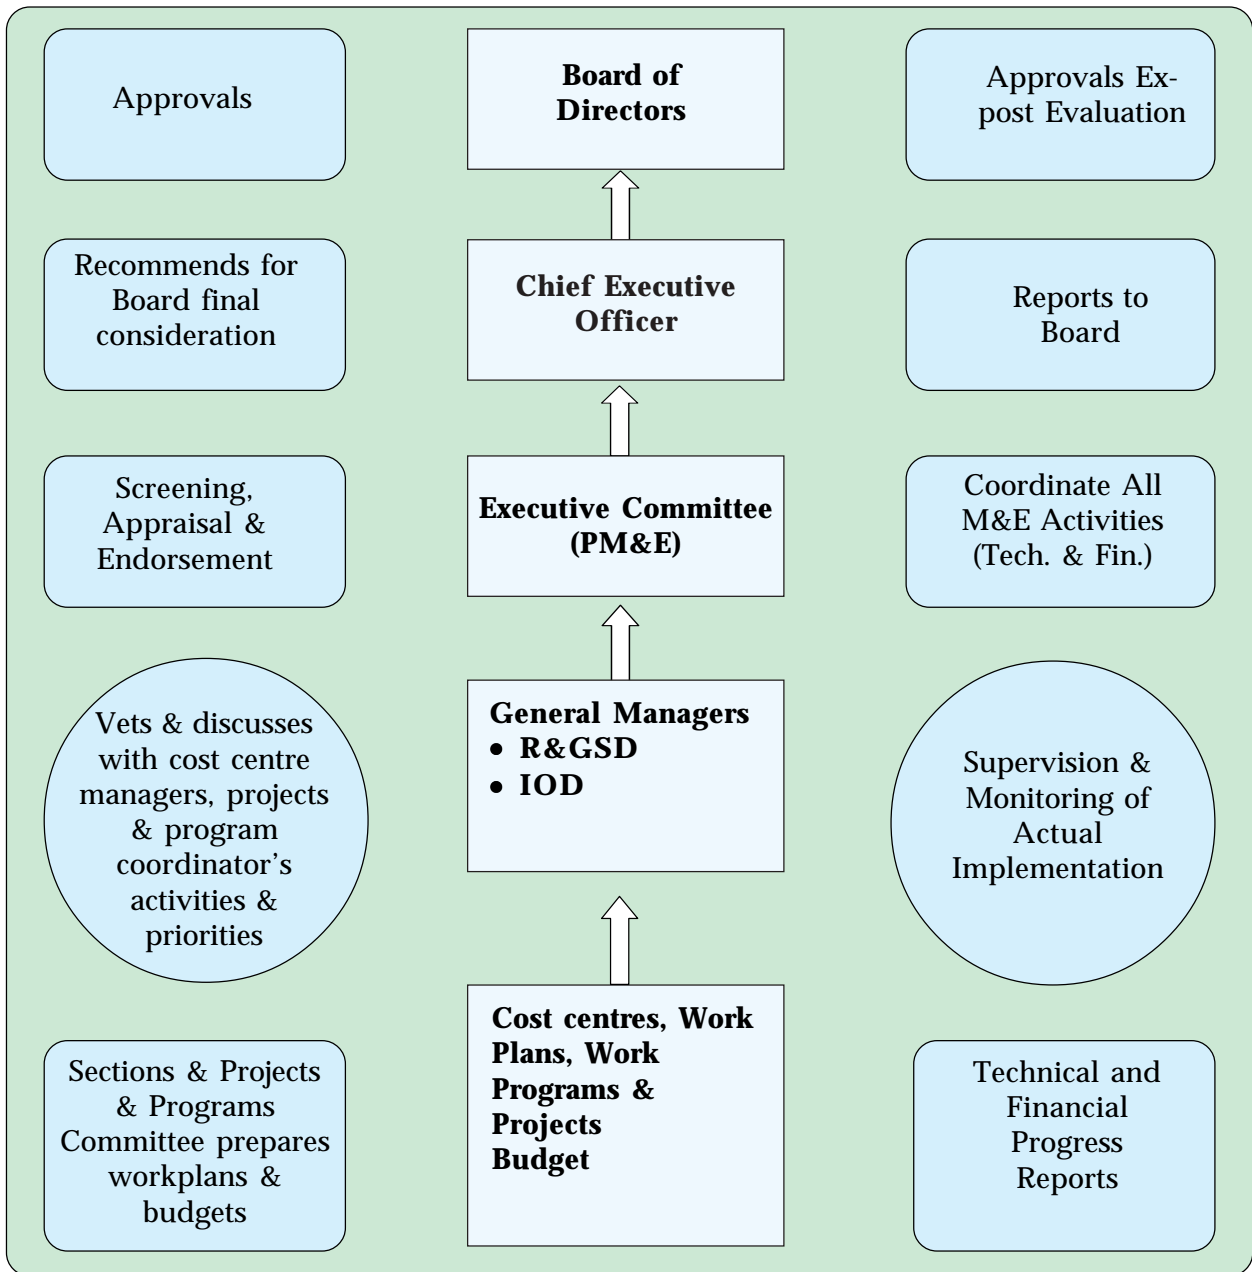 Approvals
Board of
Directors
Approvals Ex-
post Evaluation
Recommends for
Board final
consideration
Chief Executive
Officer
Reports to
Board
Screening,
Appraisal &
Endorsement
Executive Committee
(PM&E)
Coordinate All
M&E Activities
(Tech. & Fin.)
Vets & discusses
with cost centre
managers, projects
& program
coordinator’s
activities &
priorities
General Managers
• R&GSD
• IOD
Supervision &
Monitoring of
Actual
Implementation
Sections & Projects
& Programs
Committee prepares
workplans &
budgets
Cost centres, Work
Plans, Work
Programs &
Projects
Budget
Technical and
Financial
Progress
Reports